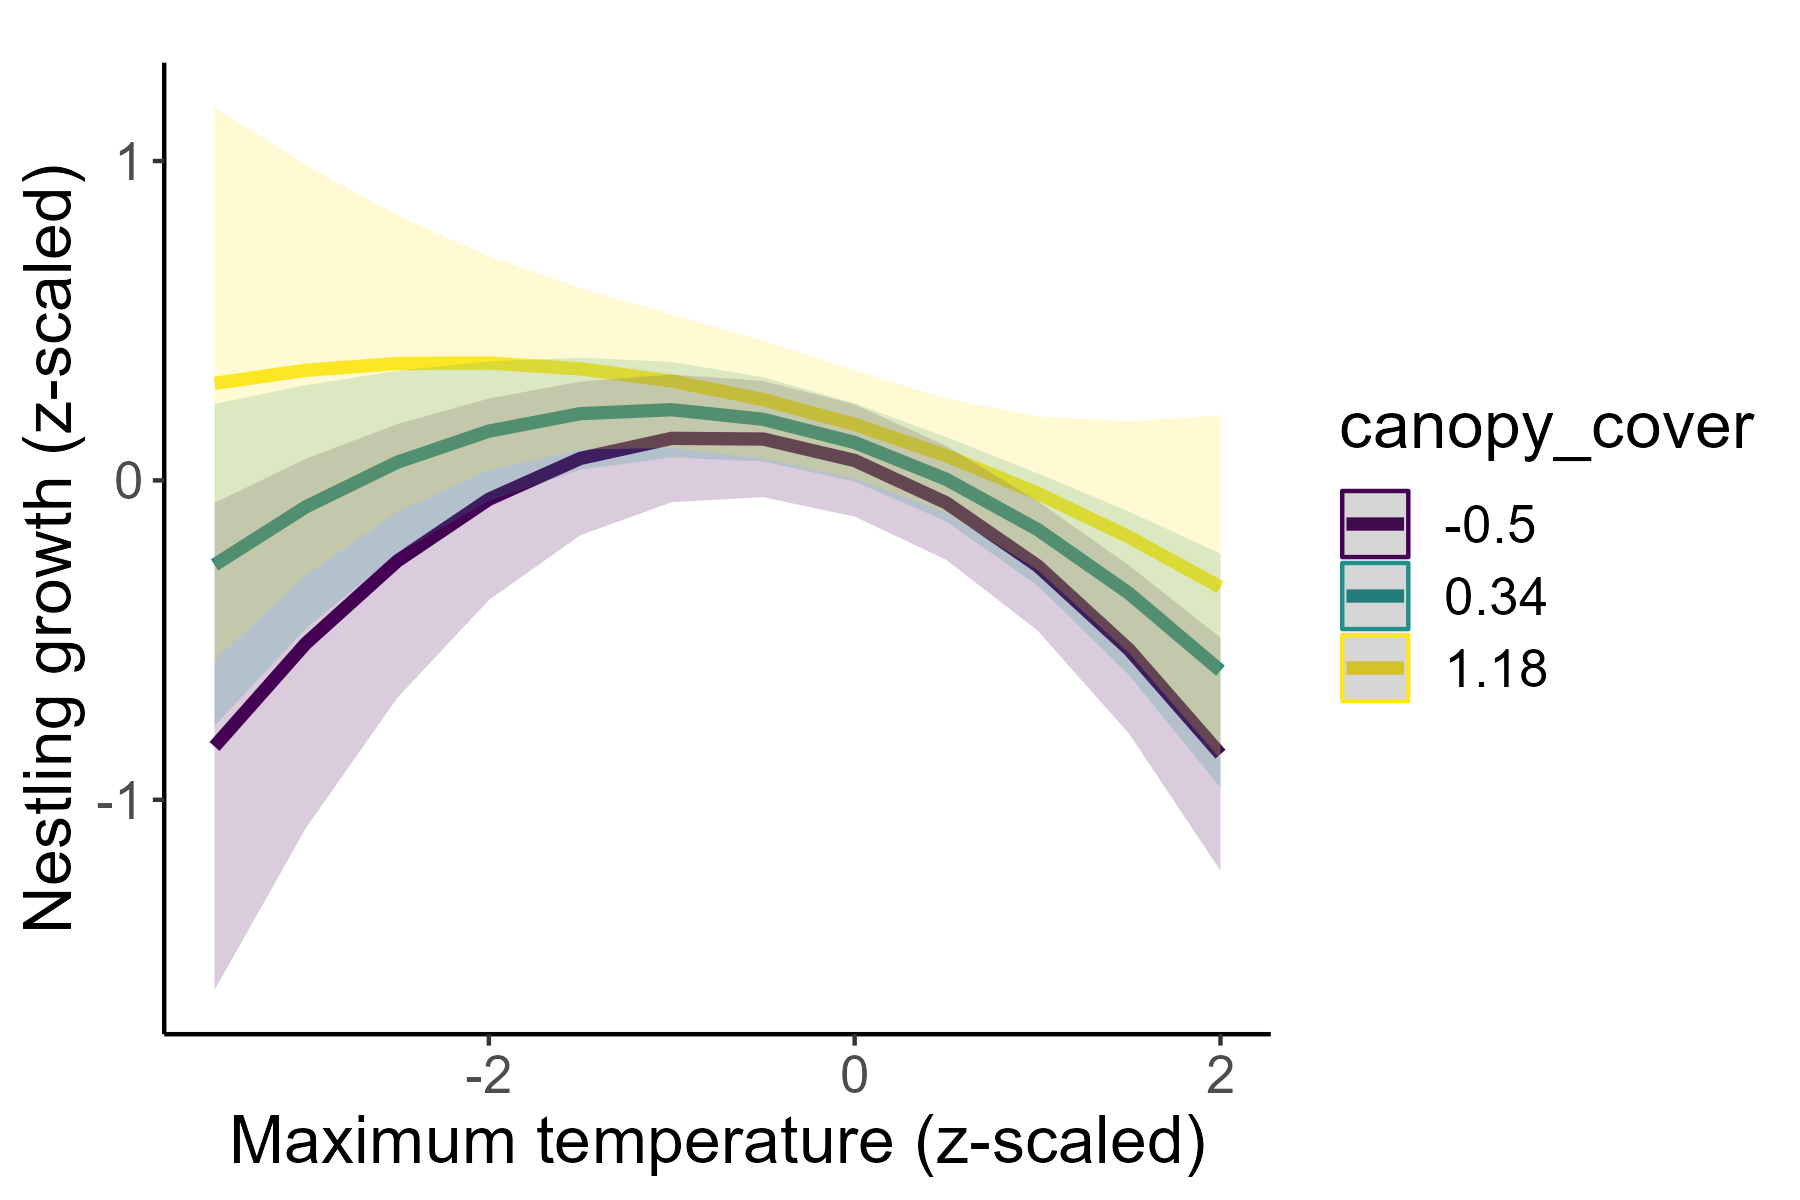 Nestling growth (z-scaled)
1
0
-1
-2 0 2
Maximum temperature (z-scaled)
canopy_cover
-0.5
0.34
1.18